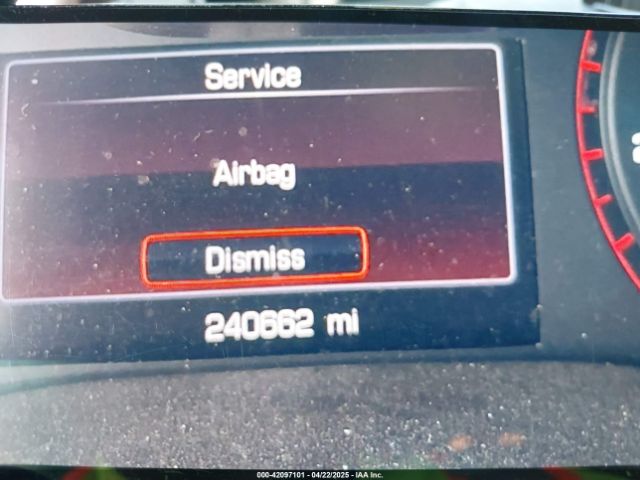 Service
Airbag
Dismiss
240662 mi
000-42097101 - 04/22/2025 - IAA Inc.